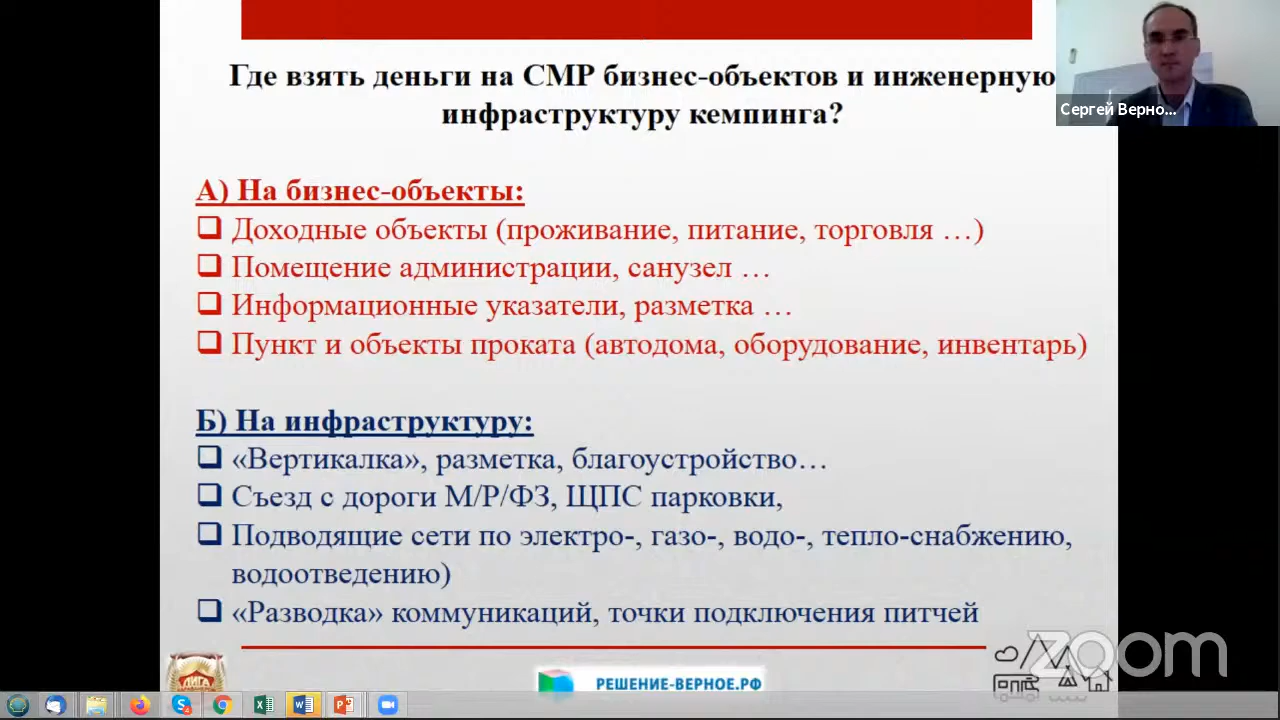 Где взять деньги на СМР бизнес-объектов и инженерную
инфраструктуру кемпинга?
Сергей Верно...
А) На бизнес-объекты:
Доходные объекты (проживание, питание, торговля …)
Помещение администрации, санузел …
Информационные указатели, разметка …
Пункт и объекты проката (автодома, оборудование, инвентарь)
Б) На инфраструктуру:
«Вертикалка», разметка, благоустройство…
Съезд с дороги М/Р/ФЗ, ЩПС парковки,
Подводящие сети по электро-, газо-, водо-, тепло-снабжению,
водоотведению)
«Разводка» коммуникаций, точки подключения питчей
zoom
ЛИГА
РЕШЕНИЕ-ВЕРНОЕ.РФ